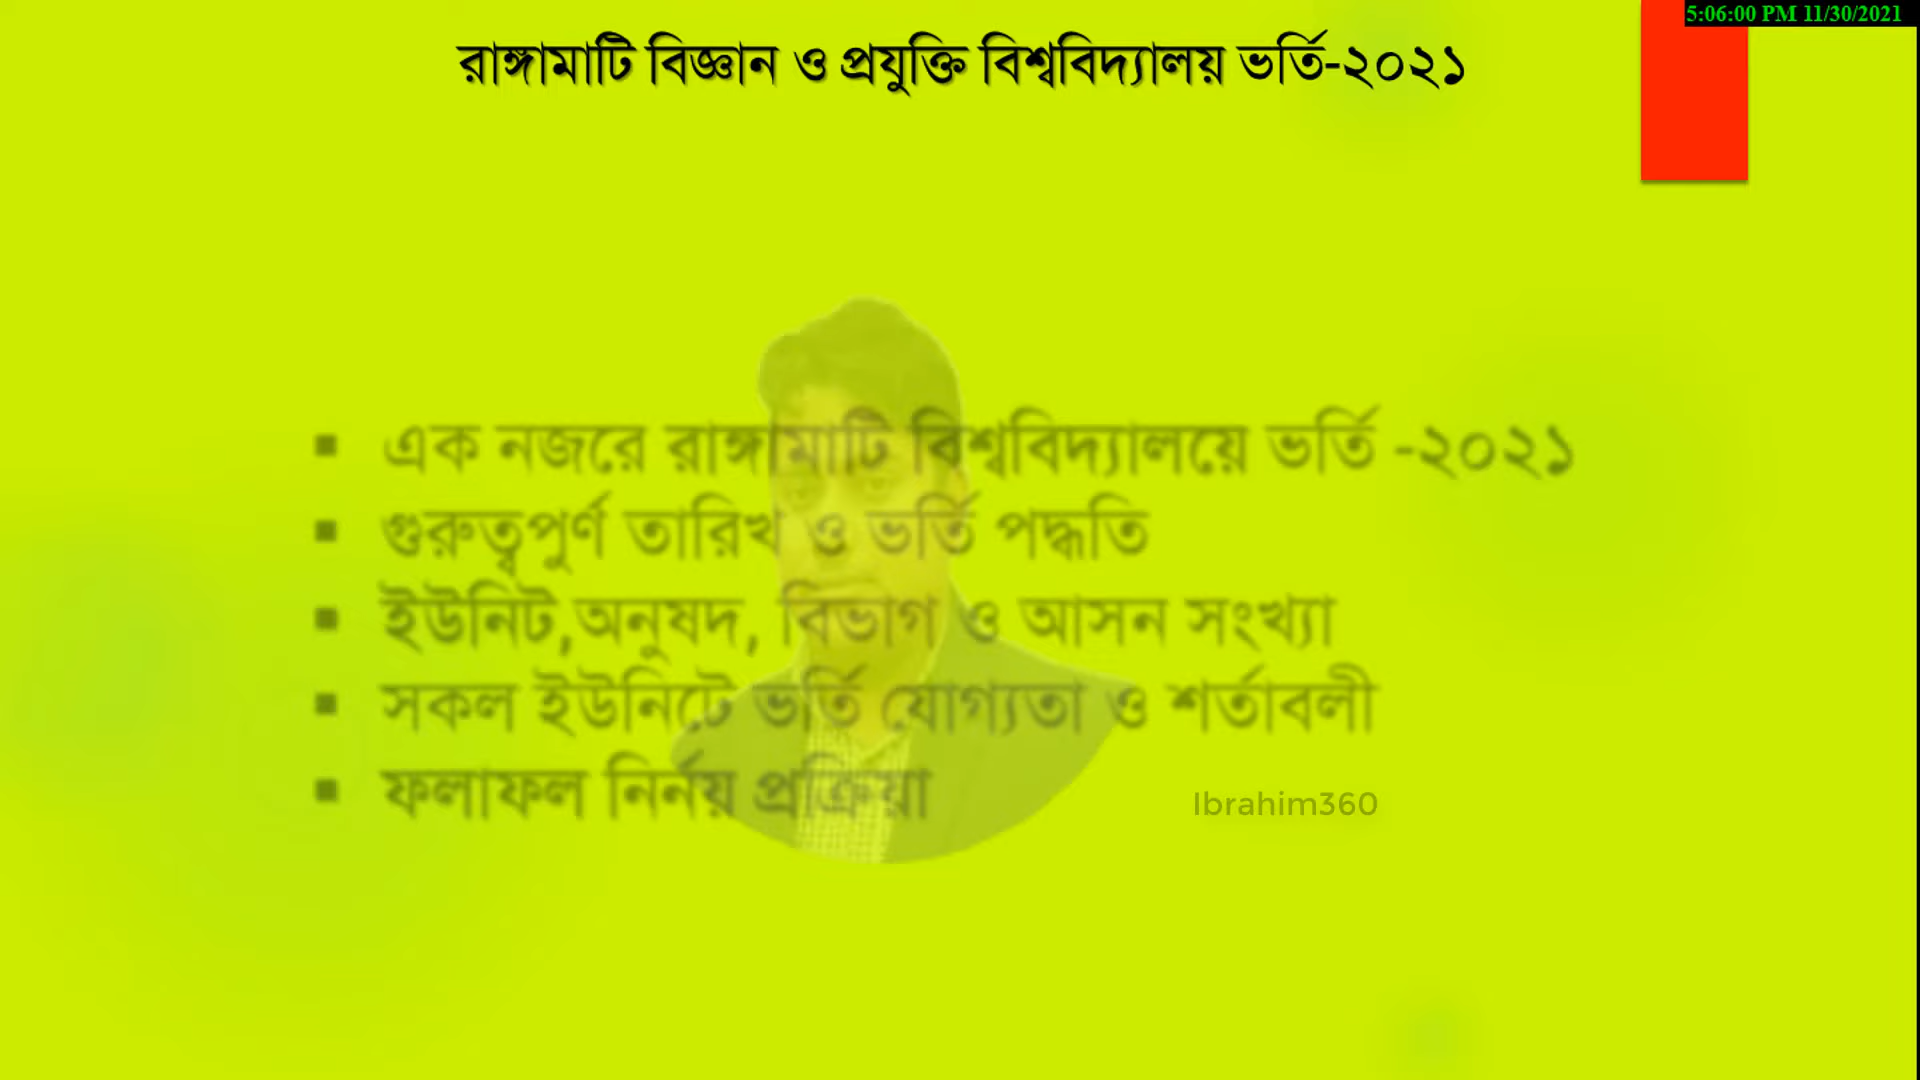 5:06:00 PM 11/30/2021
রাঙ্গামাটি বিজ্ঞান ও প্রযুক্তি বিশ্ববিদ্যালয় ভর্তি-২০২১
▪ এক নজরে রাঙ্গামাটি বিশ্ববিদ্যালয়ে ভর্তি -২০২১
▪ গুরুত্বপুর্ণ তারিখ ও ভর্তি পদ্ধতি
▪ ইউনিট,অনুষদ, বিভাগ ও আসন সংখ্যা
▪ সকল ইউনিটে ভর্তি যোগ্যতা ও শর্তাবলী
▪ ফলাফল নির্নয় প্রক্রিয়া
Ibrahim360